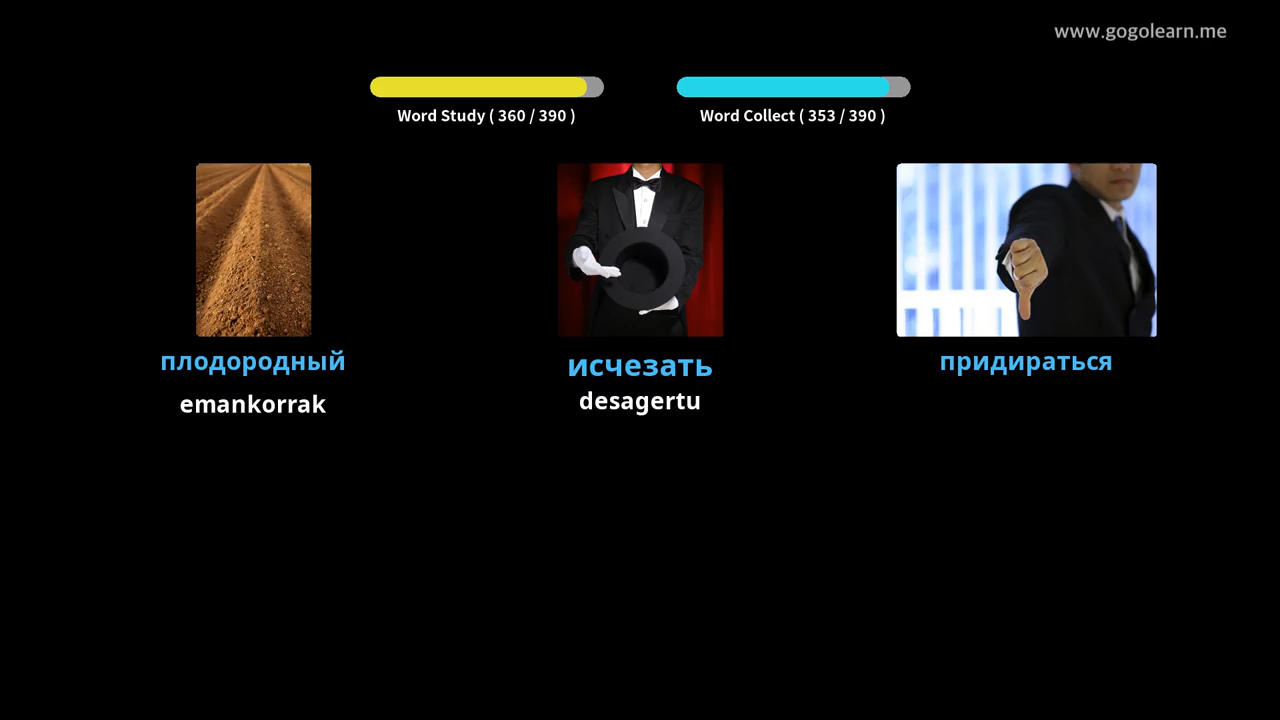 www.gogolearn.me
Word Study ( 360 / 390 )
Word Collect ( 353 / 390 )
плодородный
исчезать
придираться
emankorrak
desagertu